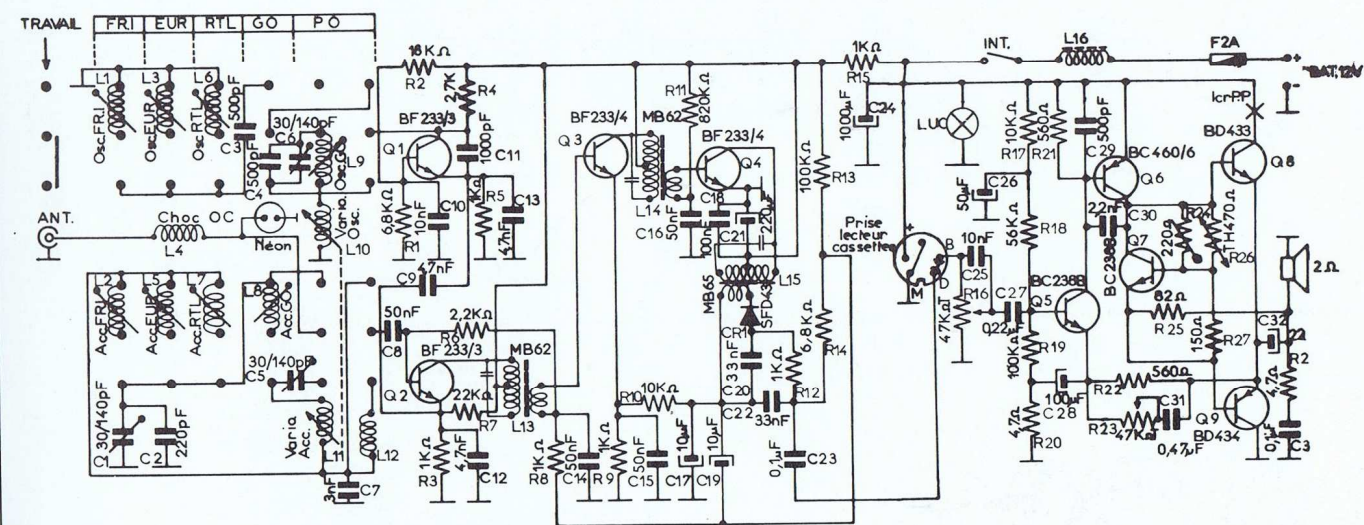 TRAVAIL FR.I EUR RTL GO PO
L1 Osc.FR.I
L3 Osc.EUR
L6 Osc.RTL
C3 500pF
C4 500pF
30/140pF
C6
Osc.GO
L9
Vario. Osc.
L10
ANT.
Choc OC
L4
Néon
L2 Acc.FR.I
L5 Acc.EUR
L7 Acc.RTL
L8 Acc.GO
30/140pF
C5
Vario Acc.
L11
L12
30/140pF
C1
220pF
C2
3nF
C7
18KΩ
R2
2,7K
R4
BF233/3
Q1
1000pF
C11
6,8KΩ
R1
10nF
C10
1KΩ
R5
47nF
C13
C9
47nF
50nF
C8
2,2KΩ
R6
BF233/3
Q2
22KΩ
R7
MB62
L13
1KΩ
R3
4,7nF
C12
1KΩ
R8
50nF
C14
1KΩ
R9
50nF
C15
10KΩ
R10
10µF
C17
10µF
C19
BF233/4
Q3
MB62
L14
R11
820KΩ
BF233/4
Q4
C16
50nF
C18
100nF
C21
220µF
MB65
L15
SFD43
CR1
33nF
C20
1KΩ
R12
C22
33nF
0,1µF
C23
100KΩ
R13
6,8KΩ
R14
1KΩ
R15
1000µF
C24
LUC
INT.
L16
F2A
BAT.12V
+
-
Prise lecteur cassette
+
B
D
M
10nF
C25
R16
47KΩ
C27
0,22µF
50µF
C26
10KΩ
R17
56KΩ
R18
560Ω
R21
500pF
C29
BC460/6
Q6
2,2nF
C30
BC238B
Q7
220Ω
R24
TH470Ω
R26
IcrPP
BD433
Q8
2Ω
BC238B
Q5
82Ω
R25
150Ω
R27
100KΩ
R19
100µF
C28
4,7Ω
R20
R22
560Ω
R23
47KΩ
C31
0,47µF
Q9
BD434
C32
R2
4,7Ω
0,1µF
C3